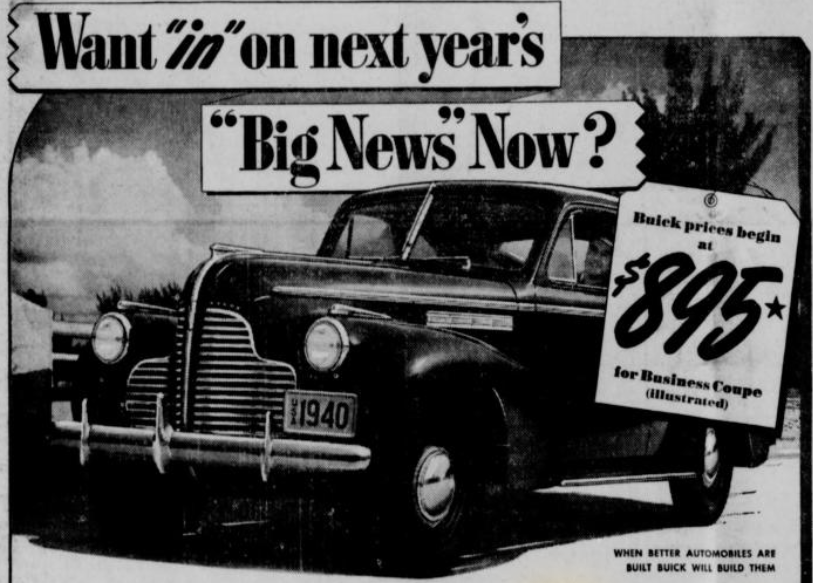 Want "in" on next year's
"Big News" Now?
Buick prices begin
at
$895★
for Business Coupe
(illustrated)
USA 1940
WHEN BETTER AUTOMOBILES ARE
BUILT BUICK WILL BUILD THEM